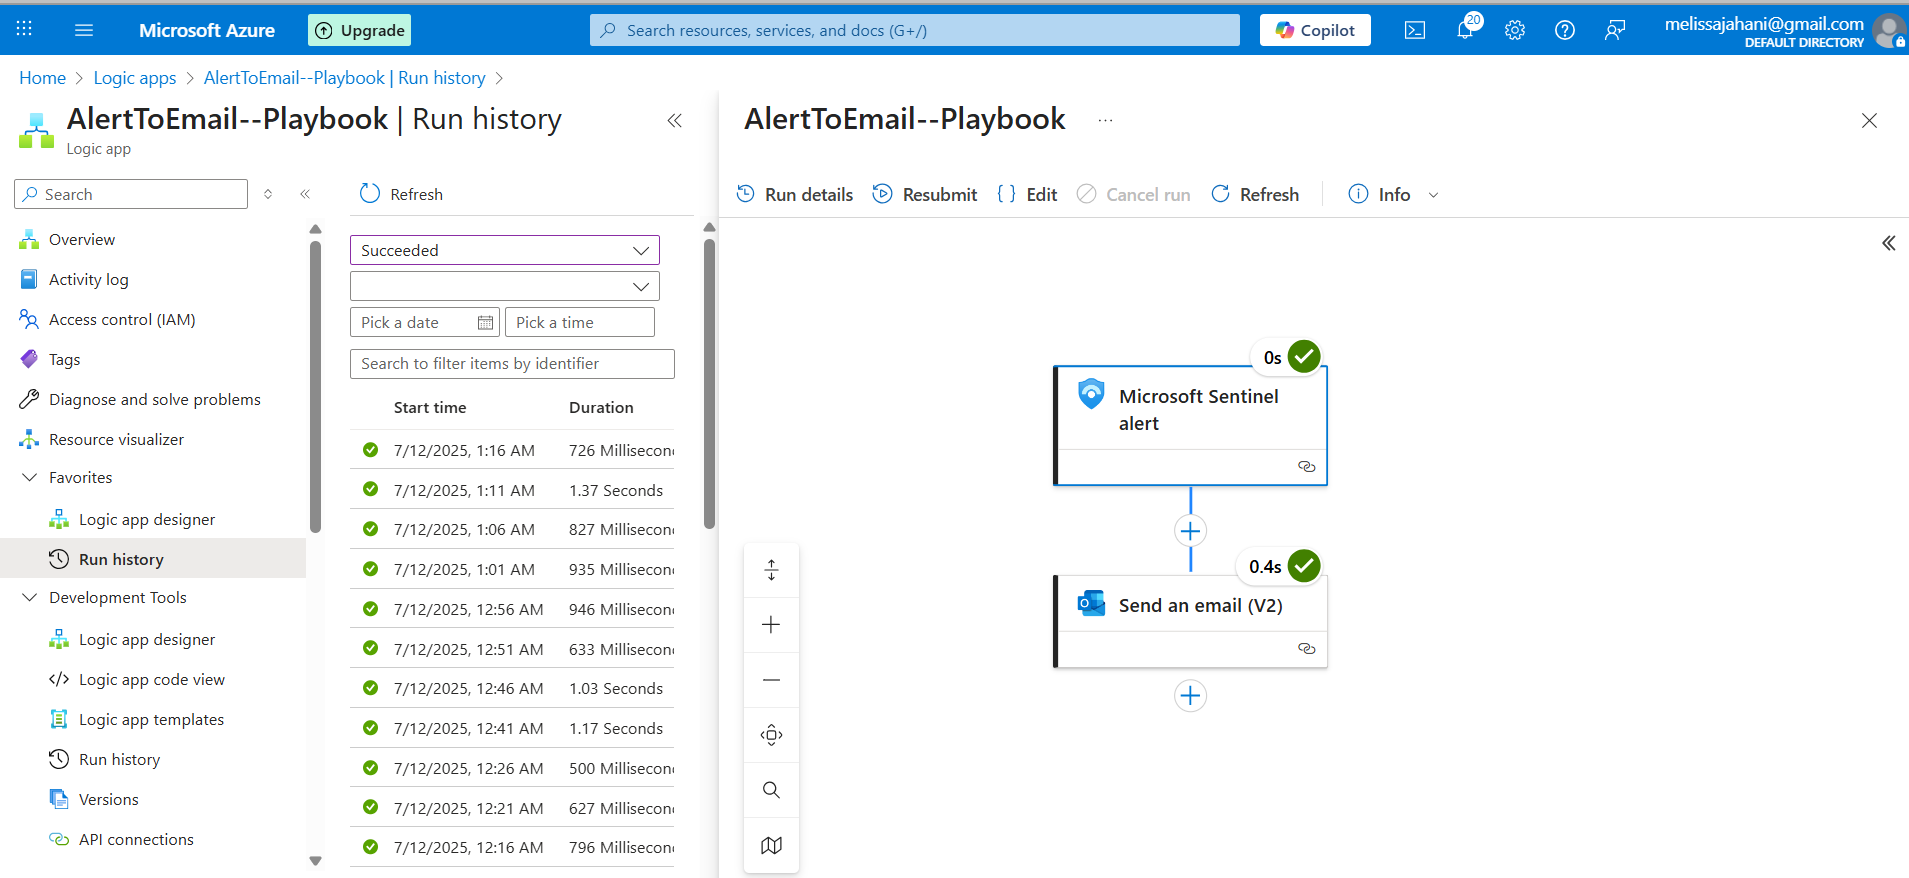 Microsoft Azure
Upgrade
Search resources, services, and docs (G+/)
Copilot
20
melissajahani@gmail.com
DEFAULT DIRECTORY
Home > Logic apps > AlertToEmail--Playbook | Run history >
AlertToEmail--Playbook | Run history
Logic app
Search
Overview
Activity log
Access control (IAM)
Tags
Diagnose and solve problems
Resource visualizer
Favorites
Logic app designer
Run history
Development Tools
Logic app designer
Logic app code view
Logic app templates
Run history
Versions
API connections
Refresh
Succeeded
Pick a date
Pick a time
Search to filter items by identifier
Start time Duration
7/12/2025, 1:16 AM 726 Millisecon
7/12/2025, 1:11 AM 1.37 Seconds
7/12/2025, 1:06 AM 827 Millisecon
7/12/2025, 1:01 AM 935 Millisecon
7/12/2025, 12:56 AM 946 Millisecon
7/12/2025, 12:51 AM 633 Millisecon
7/12/2025, 12:46 AM 1.03 Seconds
7/12/2025, 12:41 AM 1.17 Seconds
7/12/2025, 12:26 AM 500 Millisecon
7/12/2025, 12:21 AM 627 Millisecon
7/12/2025, 12:16 AM 796 Millisecon
AlertToEmail--Playbook ...
Run details
Resubmit
Edit
Cancel run
Refresh
Info
0s
Microsoft Sentinel
alert
0.4s
Send an email (V2)